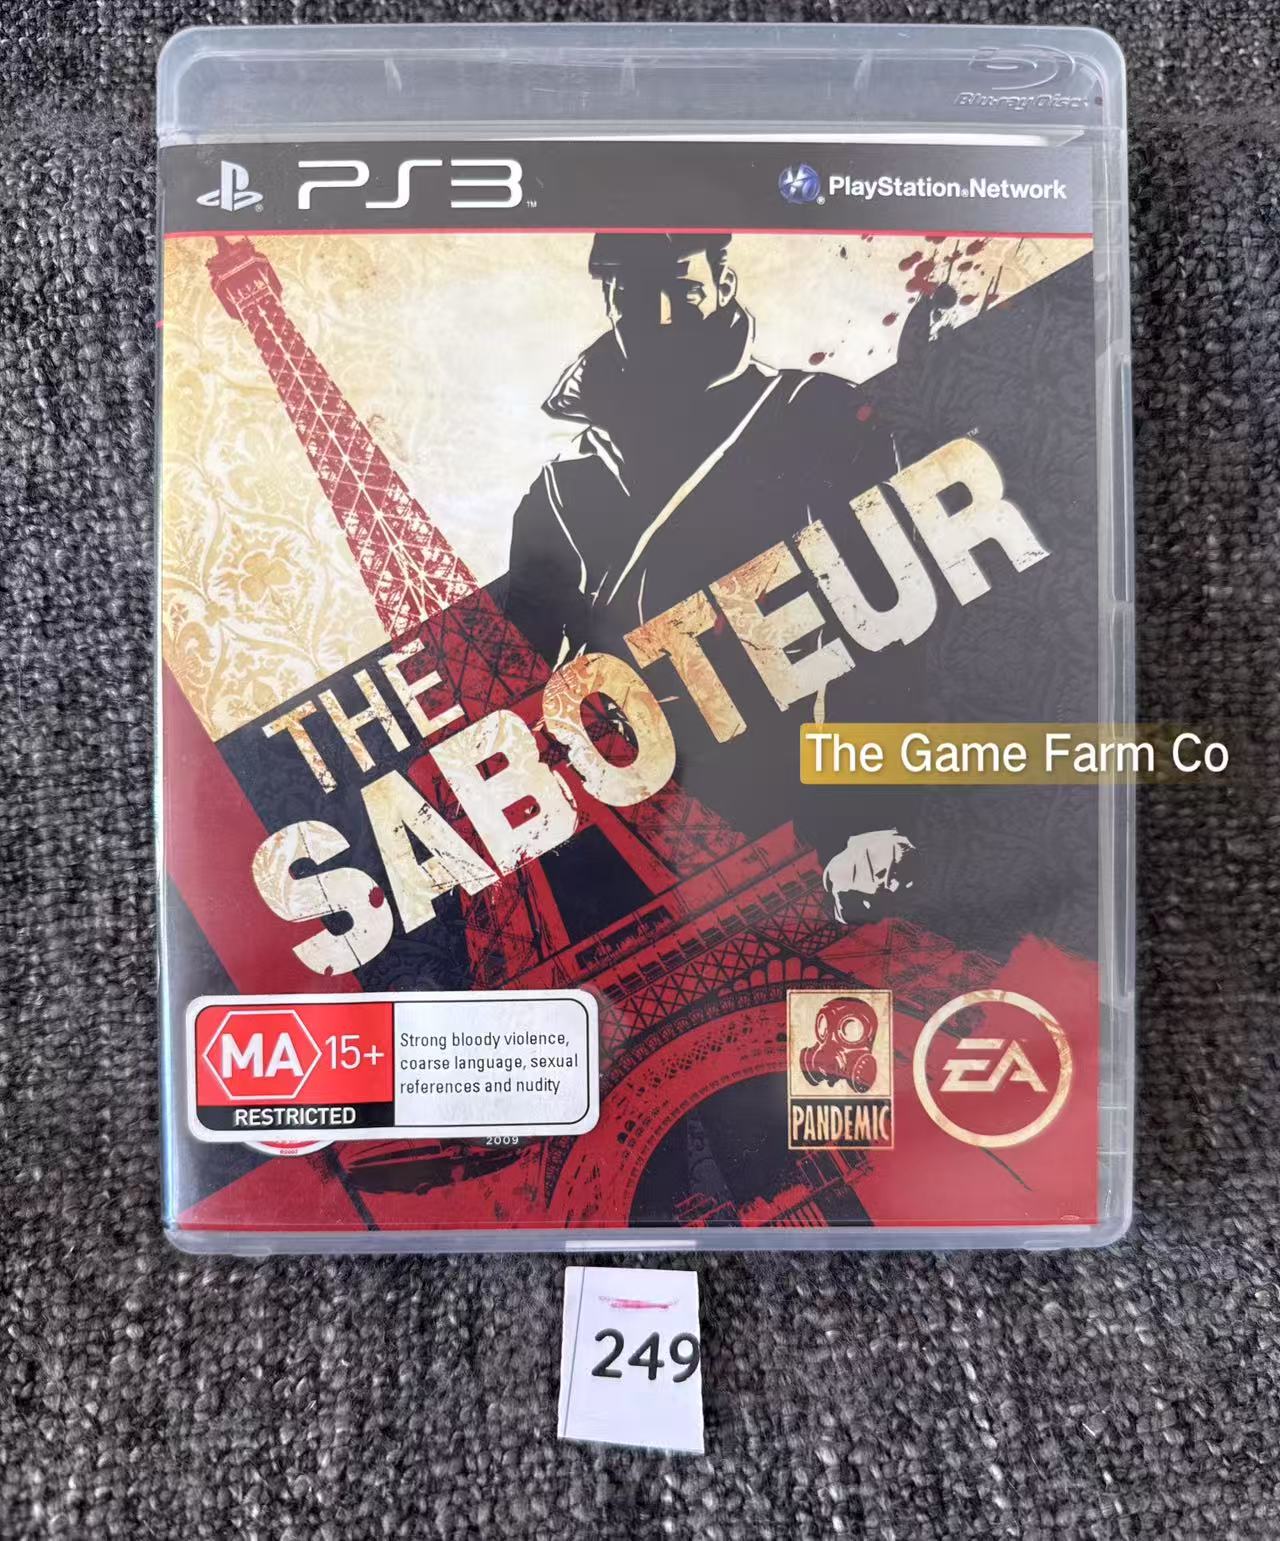 Blu-ray Disc
PS3
PlayStation®Network
THE
SABOTEUR
The Game Farm Co
MA 15+
RESTRICTED
Strong bloody violence,
coarse language, sexual
references and nudity
2009
PANDEMIC
EA
249